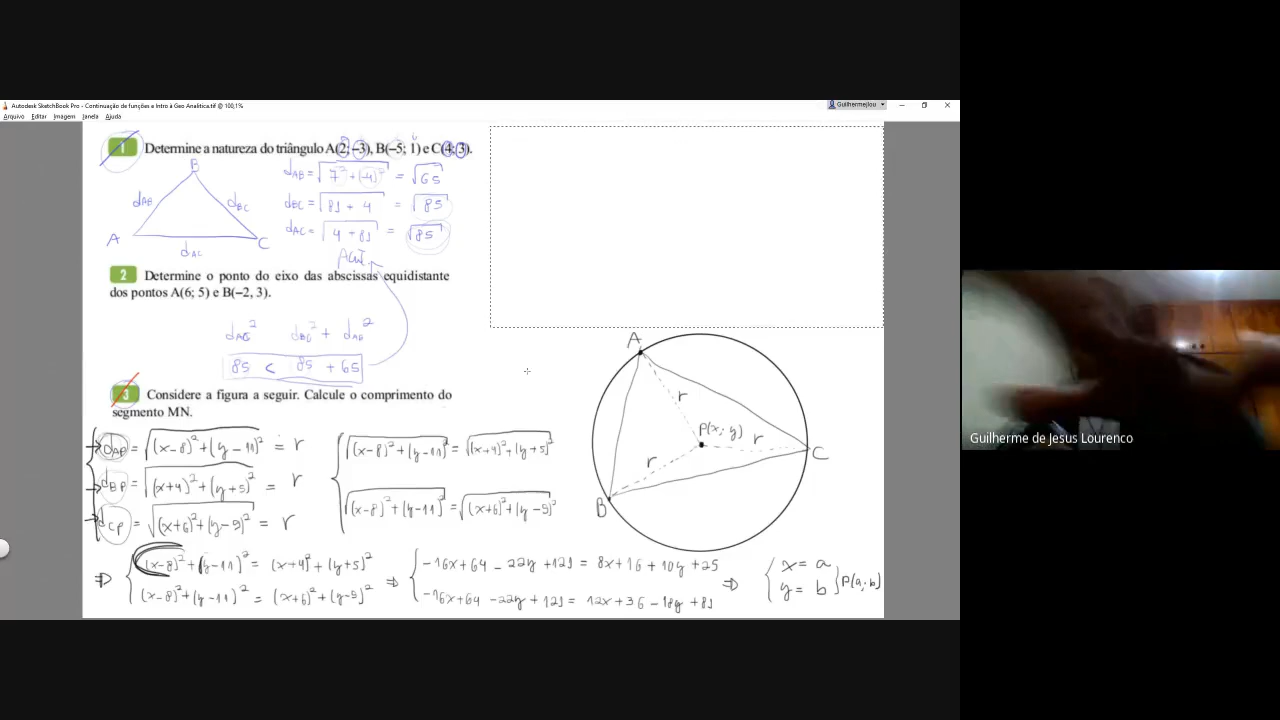 Autodesk SketchBook Pro - Continuação de funções e Intro à Geo Analítica.tif @ 100,1%
Guilhermejlou
Arquivo Editar Imagem Janela Ajuda
1 Determine a natureza do triângulo A(2; –3), B(–5; 1) e C(4; 3).
B
dAB = √7² + (-4)² = √65
dAB dBC
dBC = √81 + 4 = √85
dAC = √4 + 81 = √85
A C
dAC
2 Determine o ponto do eixo das abscissas equidistante
dos pontos A(6; 5) e B(–2, 3).
dAC² dBC² + dAB²
85 < 85 + 65
3 Considere a figura a seguir. Calcule o comprimento do
segmento MN.
dAP = √(x-8)² + (y-11)² = r
dBP = √(x+4)² + (y+5)² = r
dCP = √(x+6)² + (y-9)² = r
√(x-8)² + (y-11)² = √(x+4)² + (y+5)²
√(x-8)² + (y-11)² = √(x+6)² + (y-9)²
A
r
P(x; y)
r
C
r
B
⇒ (x-8)² + (y-11)² = (x+4)² + (y+5)²
(x-8)² + (y-11)² = (x+6)² + (y-9)²
⇒ -16x+64 - 22y + 121 = 8x+16 + 10y + 25
-16x+64 - 22y + 121 = 12x+36 - 18y + 81
⇒ x = a
y = b
P(a; b)
Guilherme de Jesus Lourenco